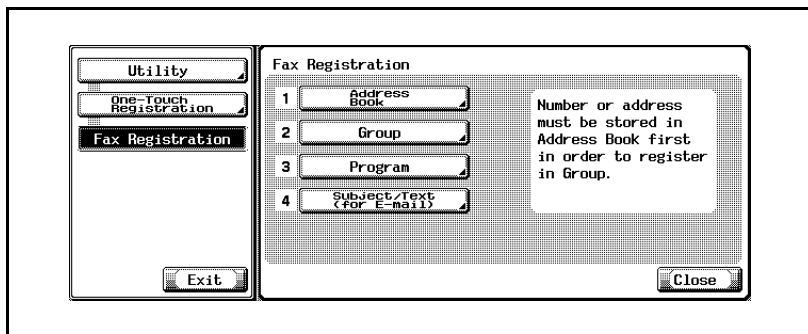 Utility
One-Touch
Registration
Fax Registration
Exit
Fax Registration
1 Address
Book
2 Group
3 Program
4 Subject/Text
(for E-mail)
Number or address
must be stored in
Address Book first
in order to register
in Group.
Close